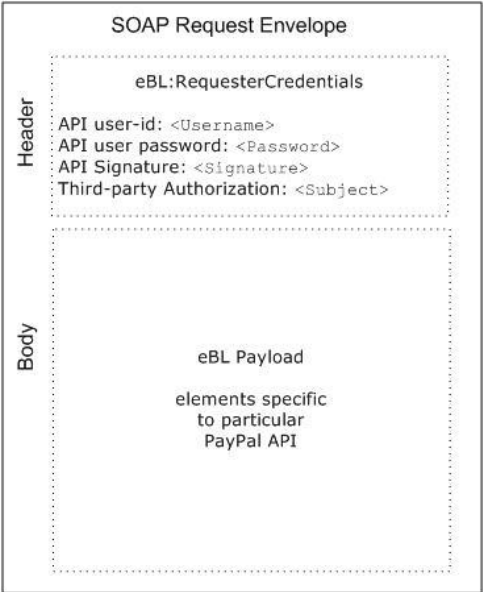 SOAP Request Envelope
Header
eBL:RequesterCredentials
API user-id: <Username>
API user password: <Password>
API Signature: <Signature>
Third-party Authorization: <Subject>
Body
eBL Payload
elements specific
to particular
PayPal API